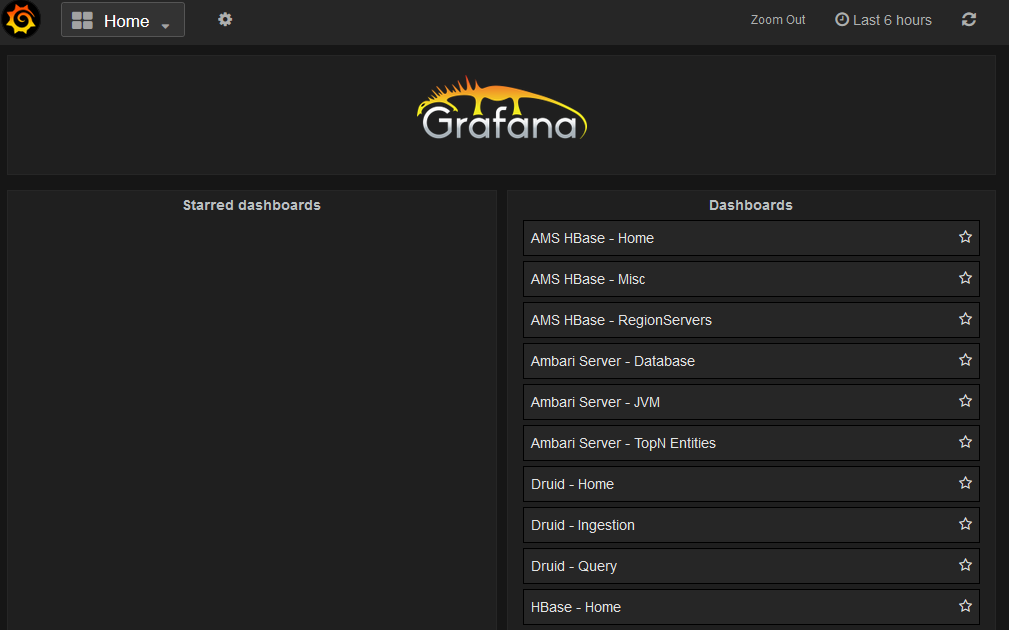 Home
Zoom Out
Last 6 hours
Grafana
Starred dashboards
Dashboards
AMS HBase - Home
AMS HBase - Misc
AMS HBase - RegionServers
Ambari Server - Database
Ambari Server - JVM
Ambari Server - TopN Entities
Druid - Home
Druid - Ingestion
Druid - Query
HBase - Home